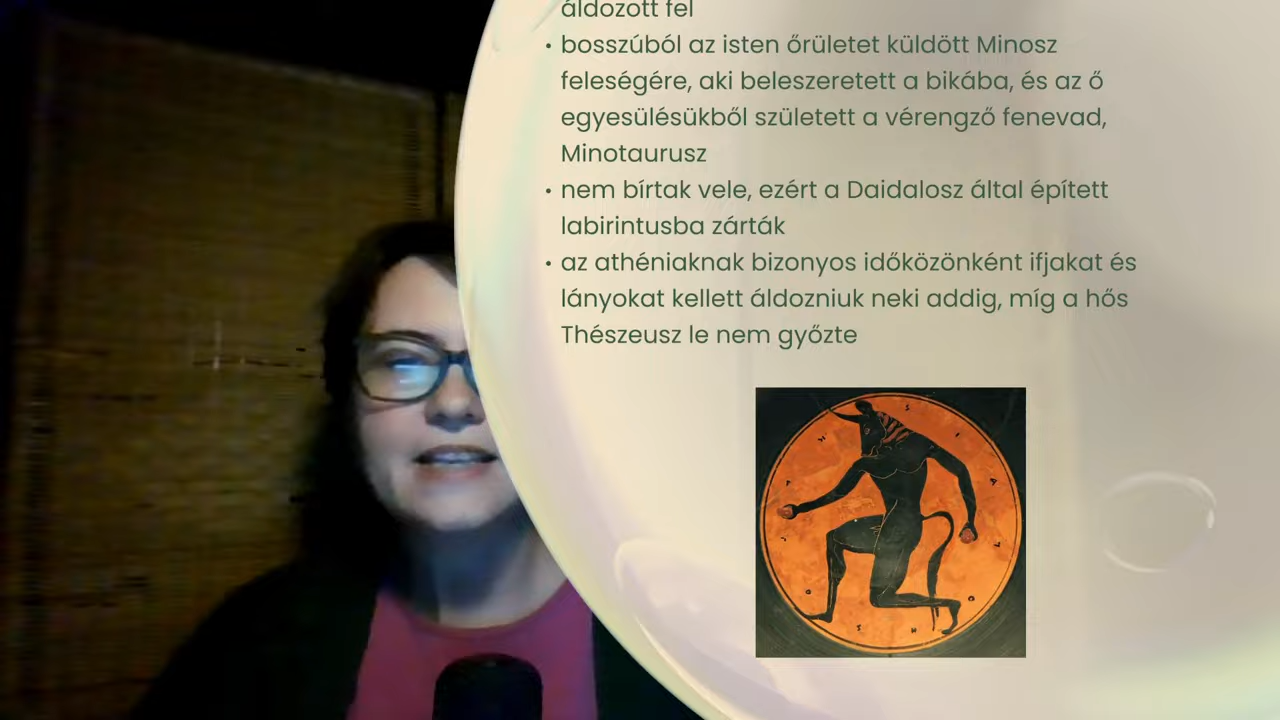 áldozott fel
• bosszúból az isten őrületet küldött Minosz
feleségére, aki beleszeretett a bikába, és az ő
egyesülésükből született a vérengző fenevad,
Minotaurusz
• nem bírtak vele, ezért a Daidalosz által épített
labirintusba zárták
• az athéniaknak bizonyos időközönként ifjakat és
lányokat kellett áldozniuk neki addig, míg a hős
Thészeusz le nem győzte